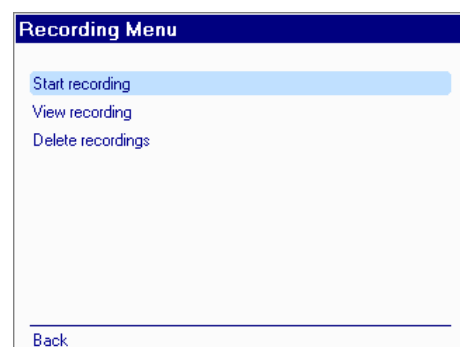 Recording Menu
Start recording
View recording
Delete recordings
Back